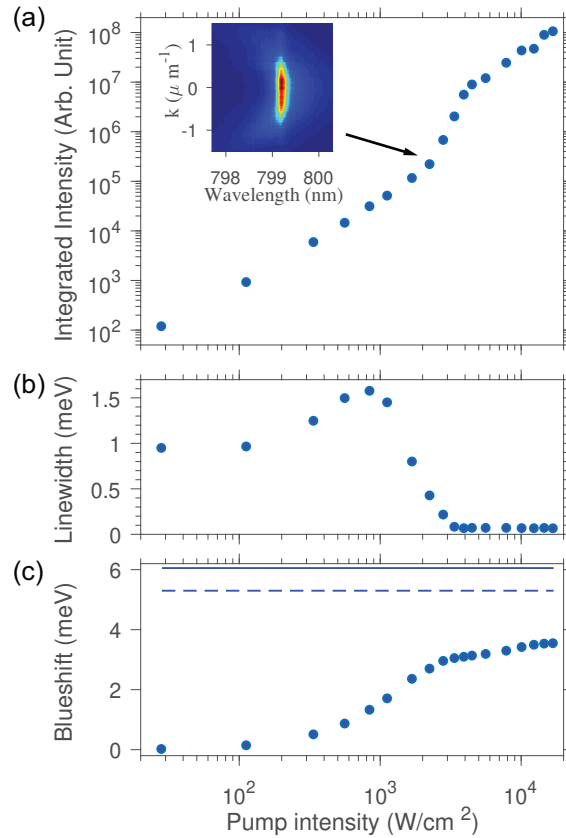 (a)
Integrated Intensity (Arb. Unit)
10^8
10^7
10^6
10^5
10^4
10^3
10^2
k (μ m^-1)
1
0
-1
798 799 800
Wavelength (nm)
(b)
Linewidth (meV)
1.5
1
0.5
0
(c)
Blueshift (meV)
6
4
2
0
10^2 10^3 10^4
Pump intensity (W/cm ^2)